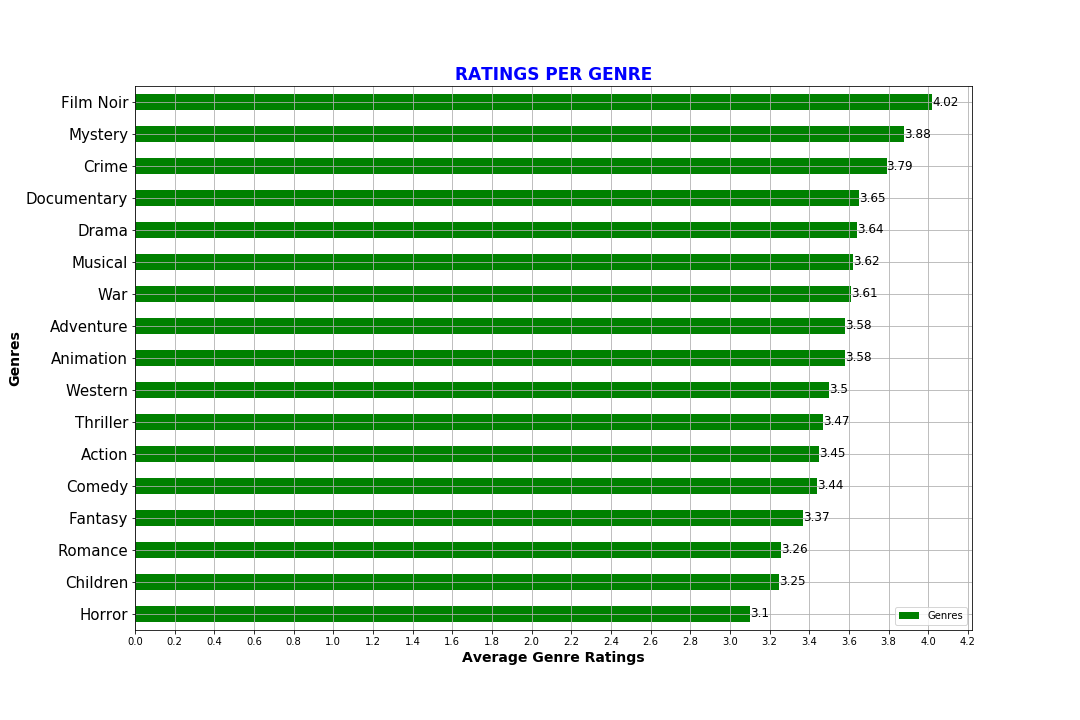 RATINGS PER GENRE
Genres
Film Noir 4.02
Mystery 3.88
Crime 3.79
Documentary 3.65
Drama 3.64
Musical 3.62
War 3.61
Adventure 3.58
Animation 3.58
Western 3.5
Thriller 3.47
Action 3.45
Comedy 3.44
Fantasy 3.37
Romance 3.26
Children 3.25
Horror 3.1
Genres
0.0 0.2 0.4 0.6 0.8 1.0 1.2 1.4 1.6 1.8 2.0 2.2 2.4 2.6 2.8 3.0 3.2 3.4 3.6 3.8 4.0 4.2
Average Genre Ratings